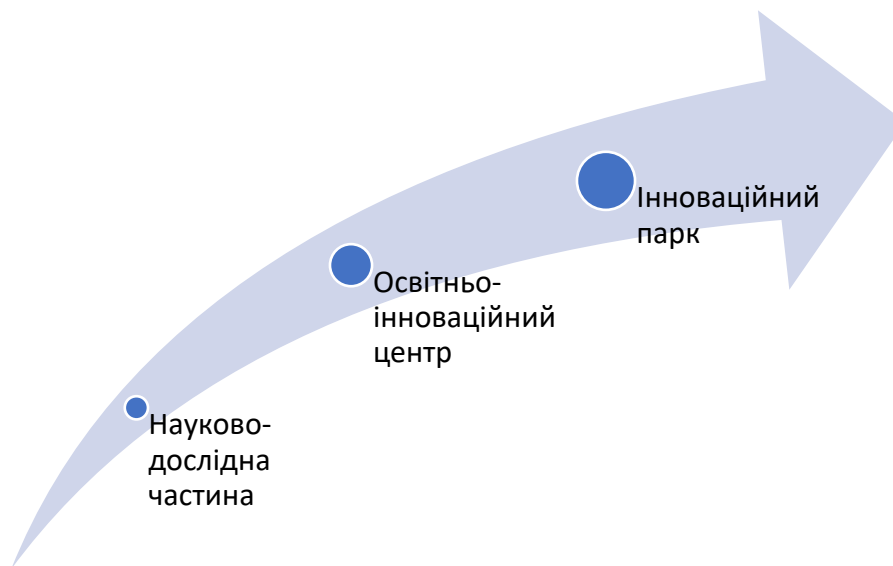 Інноваційний
парк
Освітньо-
інноваційний
центр
Науково-
дослідна
частина